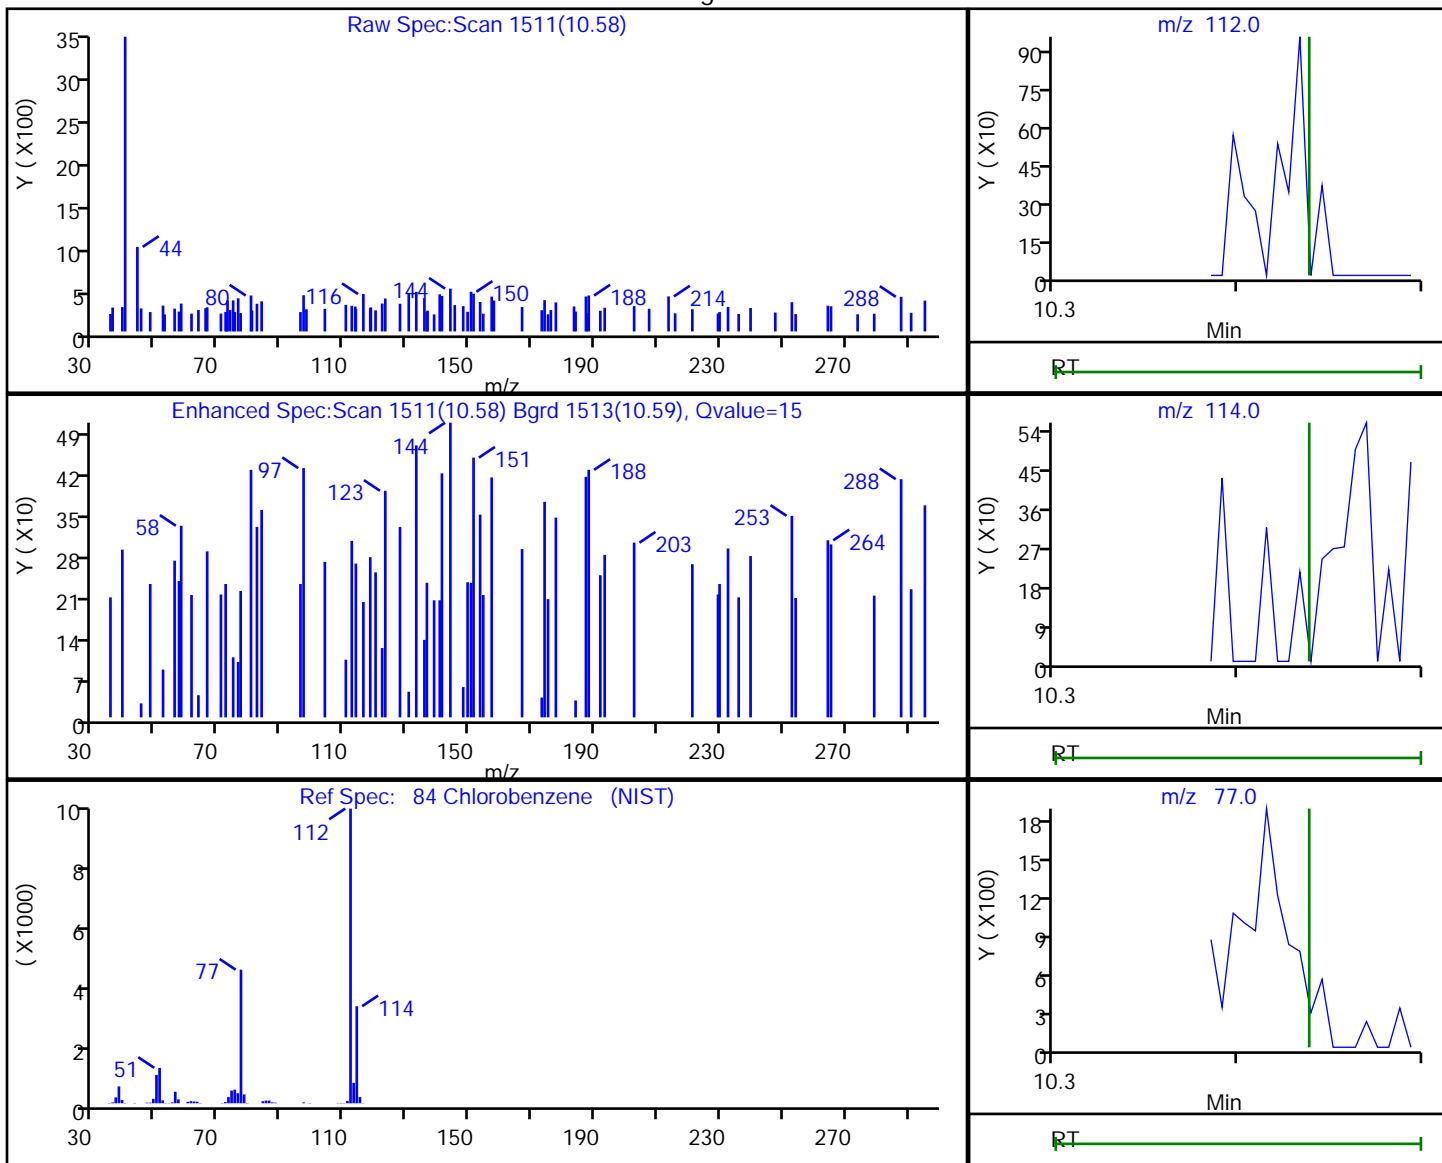 Raw Spec:Scan 1511(10.58)
Y ( X100)
35
30
25
20
15
10
5
0
44
80
116
144
150
188
214
288
30 70 110 150 190 230 270
m/z
m/z 112.0
Y ( X10)
90
75
60
45
30
15
0
10.3
Min
RT
Enhanced Spec:Scan 1511(10.58) Bgrd 1513(10.59), Qvalue=15
Y ( X10)
49
42
35
28
21
14
7
0
58
97
123
144
151
188
203
253
264
288
30 70 110 150 190 230 270
m/z
m/z 114.0
Y ( X10)
54
45
36
27
18
9
0
10.3
Min
RT
Ref Spec: 84 Chlorobenzene (NIST)
( X1000)
10
8
6
4
2
0
51
77
112
114
30 70 110 150 190 230 270
m/z 77.0
Y ( X100)
18
15
12
9
6
3
0
10.3
Min
RT